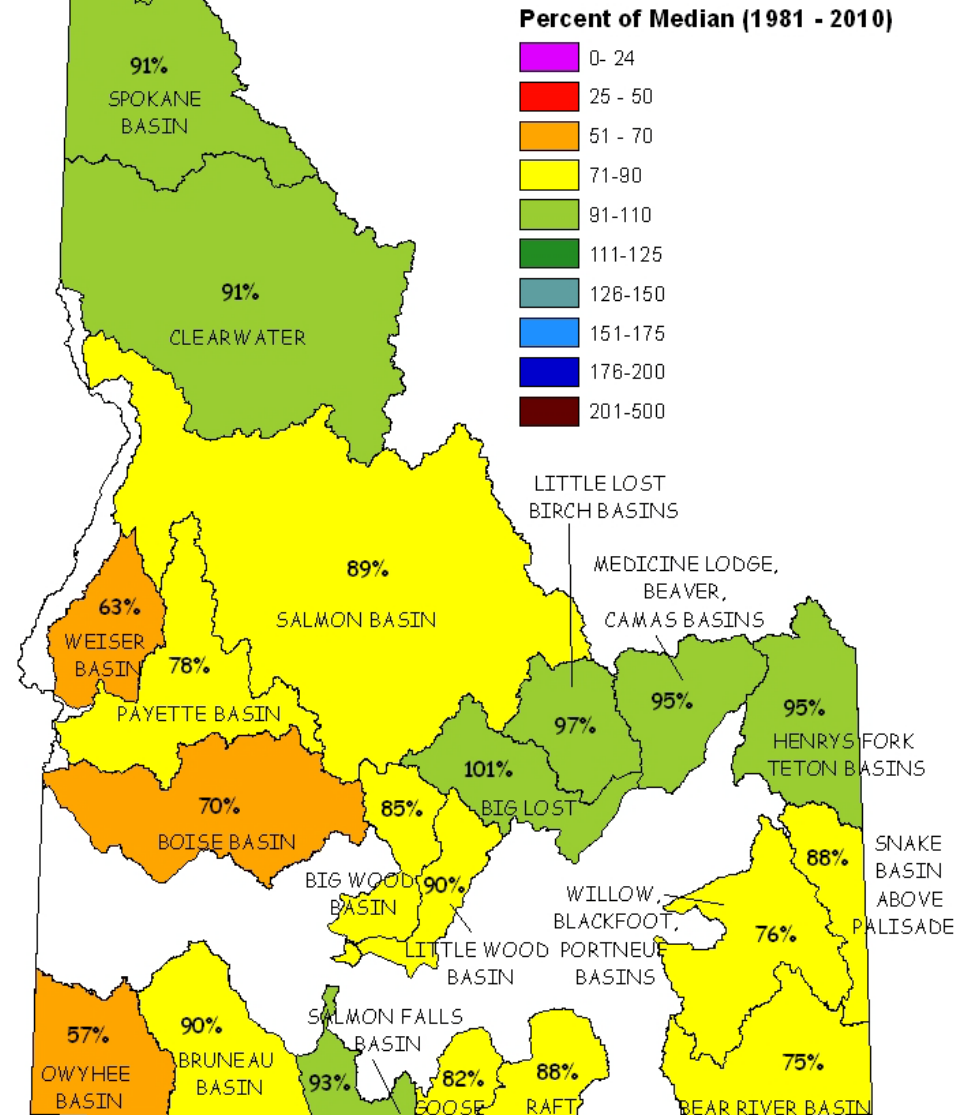 Percent of Median (1981 - 2010)
0- 24
25 - 50
51 - 70
71-90
91-110
111-125
126-150
151-175
176-200
201-500
91%
SPOKANE
BASIN
91%
CLEARWATER
LITTLE LOST
BIRCH BASINS
MEDICINE LODGE,
BEAVER,
CAMAS BASINS
89%
SALMON BASIN
63%
WEISER
BASIN
78%
PAYETTE BASIN
97%
95%
95%
HENRYS FORK
TETON BASINS
101%
BIG LOST
70%
BOISE BASIN
85%
BIG WOOD
BASIN
90%
LITTLE WOOD
BASIN
WILLOW,
BLACKFOOT,
PORTNEUF
BASINS
76%
88%
SNAKE
BASIN
ABOVE
PALISADE
57%
OWYHEE
BASIN
90%
BRUNEAU
BASIN
SALMON FALLS
BASIN
93%
82%
GOOSE
88%
RAFT
75%
BEAR RIVER BASIN